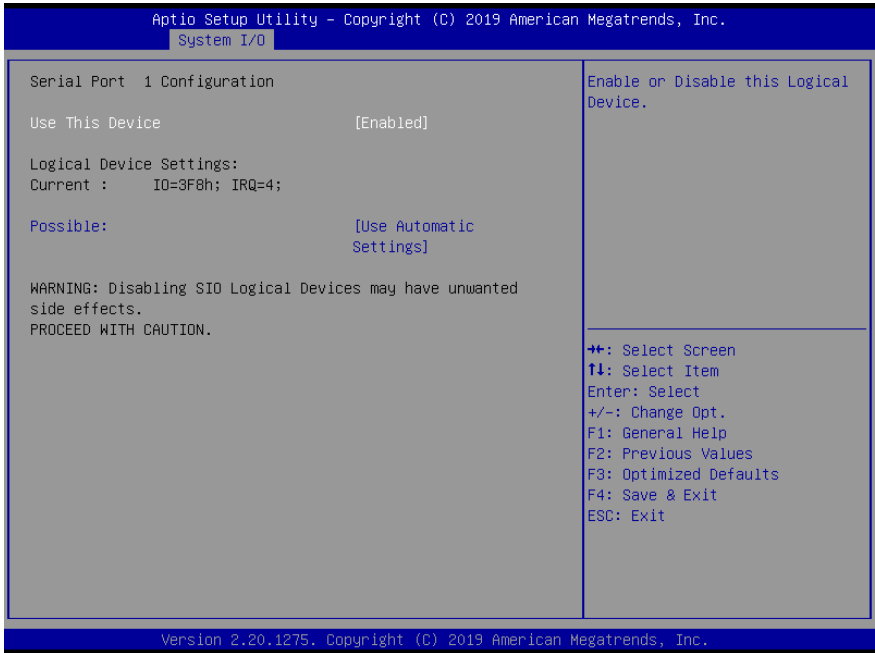 Aptio Setup Utility – Copyright (C) 2019 American Megatrends, Inc.
System I/O
Serial Port 1 Configuration
Use This Device [Enabled]
Logical Device Settings:
Current : IO=3F8h; IRQ=4;
Possible: [Use Automatic
Settings]
WARNING: Disabling SIO Logical Devices may have unwanted
side effects.
PROCEED WITH CAUTION.
Enable or Disable this Logical
Device.
→←: Select Screen
↑↓: Select Item
Enter: Select
+/-: Change Opt.
F1: General Help
F2: Previous Values
F3: Optimized Defaults
F4: Save & Exit
ESC: Exit
Version 2.20.1275. Copyright (C) 2019 American Megatrends, Inc.